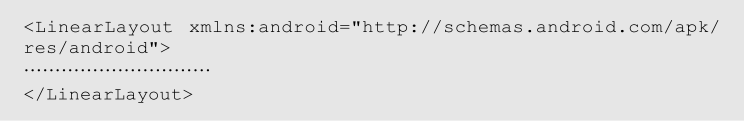 <LinearLayout xmlns:android="http://schemas.android.com/apk/
res/android">
..............................
</LinearLayout>